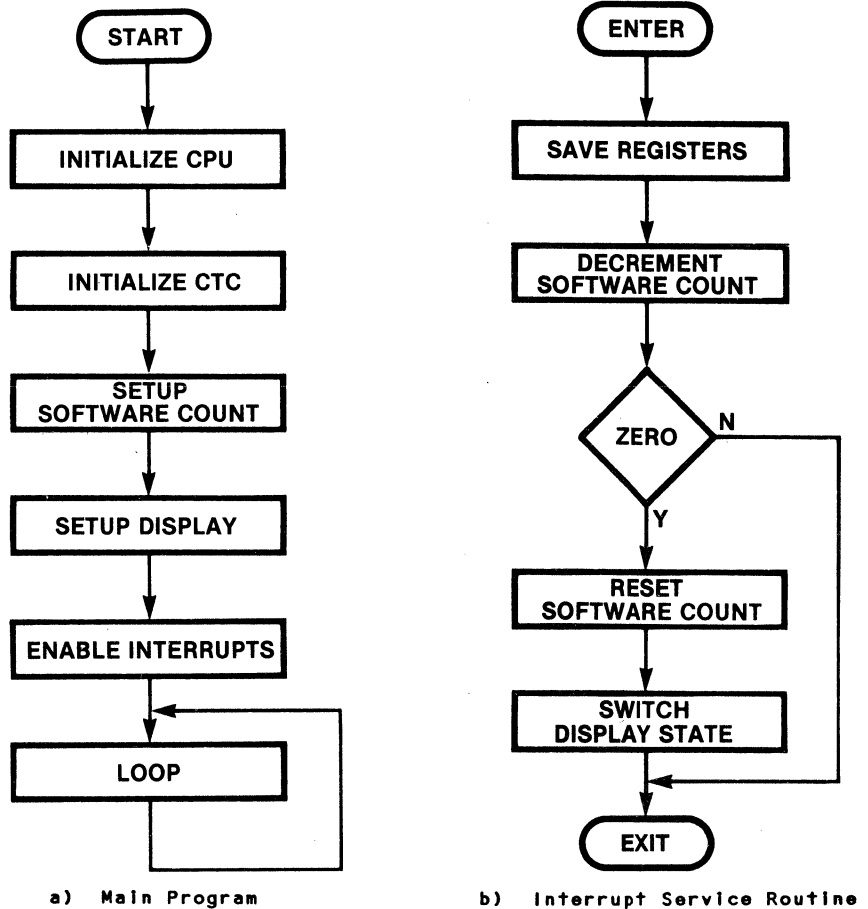 START
INITIALIZE CPU
INITIALIZE CTC
SETUP
SOFTWARE COUNT
SETUP DISPLAY
ENABLE INTERRUPTS
LOOP
a) Main Program
ENTER
SAVE REGISTERS
DECREMENT
SOFTWARE COUNT
ZERO
N
Y
RESET
SOFTWARE COUNT
SWITCH
DISPLAY STATE
EXIT
b) Interrupt Service Routine